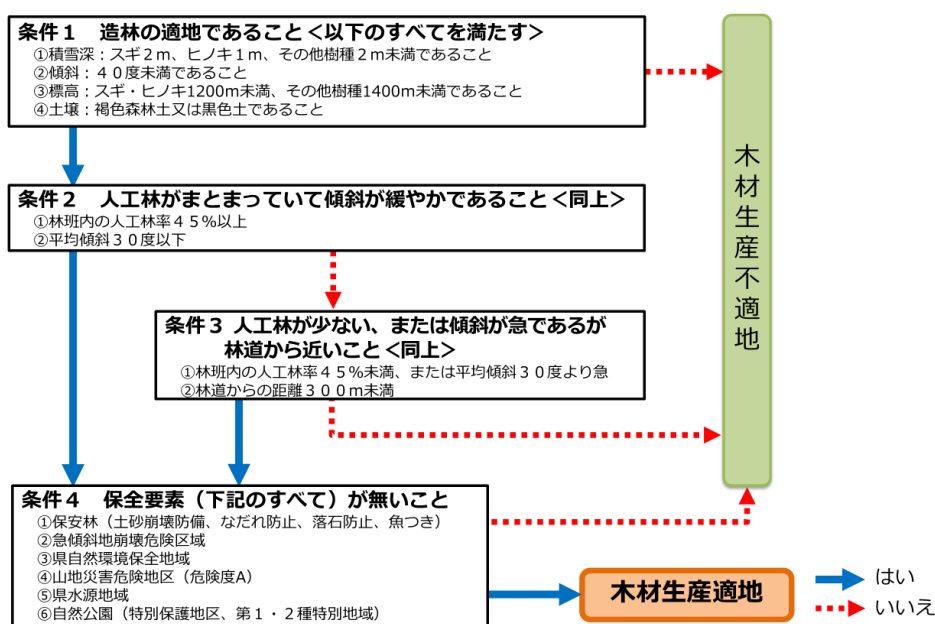 条件１　造林の適地であること＜以下のすべてを満たす＞
①積雪深：スギ２ｍ、ヒノキ１ｍ、その他樹種２ｍ未満であること
②傾斜：４０度未満であること
③標高：スギ・ヒノキ1200m未満、その他樹種1400m未満であること
④土壌：褐色森林土又は黒色土であること
木材生産不適地
条件２　人工林がまとまっていて傾斜が緩やかであること＜同上＞
①林班内の人工林率４５％以上
②平均傾斜３０度以下
条件３ 人工林が少ない、または傾斜が急であるが
林道から近いこと＜同上＞
①林班内の人工林率４５％未満、または平均傾斜３０度より急
②林道からの距離３００ｍ未満
条件４　保全要素（下記のすべて）が無いこと
①保安林（土砂崩壊防備、なだれ防止、落石防止、魚つき）
②急傾斜地崩壊危険区域
③県自然環境保全地域
④山地災害危険地区（危険度A）
⑤県水源地域
⑥自然公園（特別保護地区、第１・２種特別地域）
木材生産適地
はい
いいえ